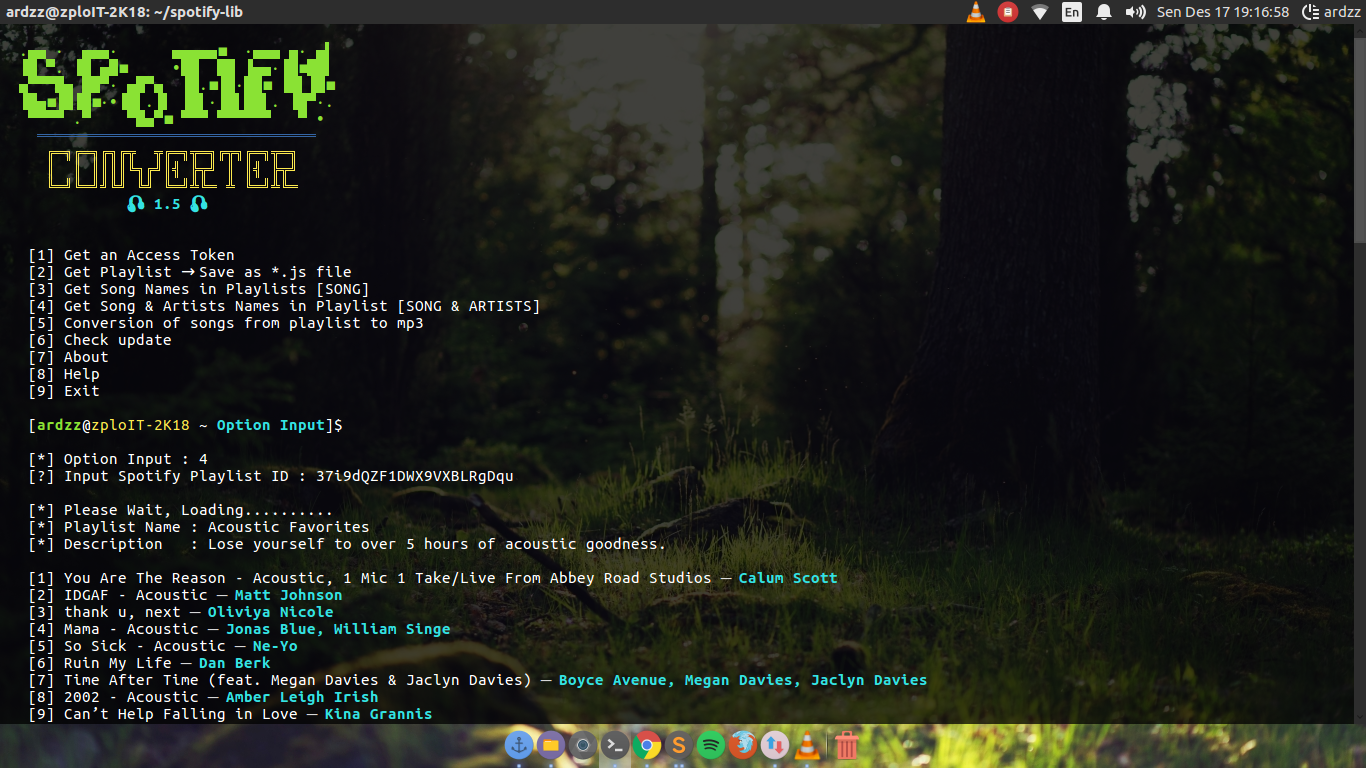 ardzz@zploIT-2K18: ~/spotify-lib
En
Sen Des 17 19:16:58
ardzz
SPoTiFY
CONVERTER
1.5
[1] Get an Access Token
[2] Get Playlist →Save as *.js file
[3] Get Song Names in Playlists [SONG]
[4] Get Song & Artists Names in Playlist [SONG & ARTISTS]
[5] Conversion of songs from playlist to mp3
[6] Check update
[7] About
[8] Help
[9] Exit
[ardzz@zploIT-2K18 ~ Option Input]$
[*] Option Input : 4
[?] Input Spotify Playlist ID : 37i9dQZF1DWX9VXBLRgDqu
[*] Please Wait, Loading..........
[*] Playlist Name : Acoustic Favorites
[*] Description   : Lose yourself to over 5 hours of acoustic goodness.
[1] You Are The Reason - Acoustic, 1 Mic 1 Take/Live From Abbey Road Studios — Calum Scott
[2] IDGAF - Acoustic — Matt Johnson
[3] thank u, next — Oliviya Nicole
[4] Mama - Acoustic — Jonas Blue, William Singe
[5] So Sick - Acoustic — Ne-Yo
[6] Ruin My Life — Dan Berk
[7] Time After Time (feat. Megan Davies & Jaclyn Davies) — Boyce Avenue, Megan Davies, Jaclyn Davies
[8] 2002 - Acoustic — Amber Leigh Irish
[9] Can’t Help Falling in Love — Kina Grannis